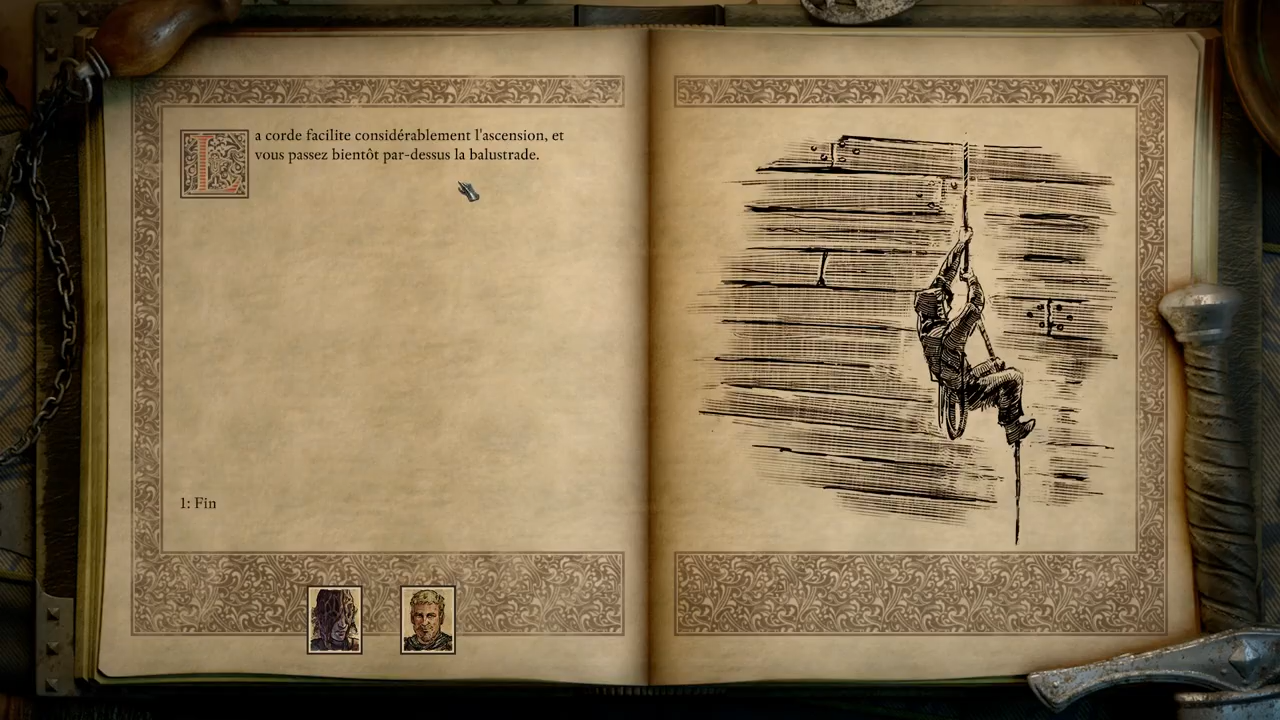 La corde facilite considérablement l'ascension, et
vous passez bientôt par-dessus la balustrade.
1: Fin